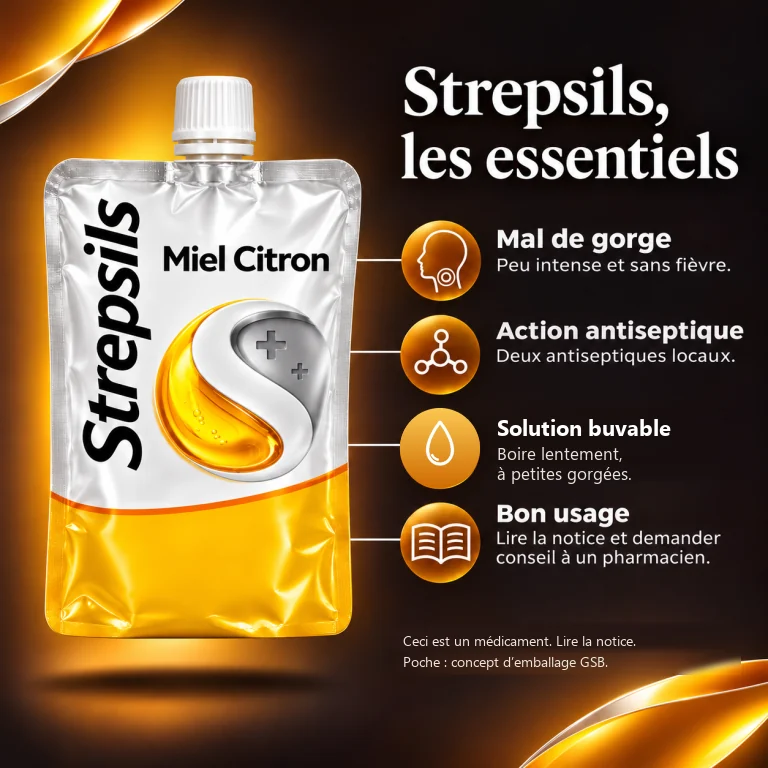 Strepsils,
les essentiels
Strepsils
Miel Citron
Mal de gorge
Peu intense et sans fièvre.
Action antiseptique
Deux antiseptiques locaux.
Solution buvable
Boire lentement,
à petites gorgées.
Bon usage
Lire la notice et demander
conseil à un pharmacien.
Ceci est un médicament. Lire la notice.
Poche : concept d'emballage GSB.